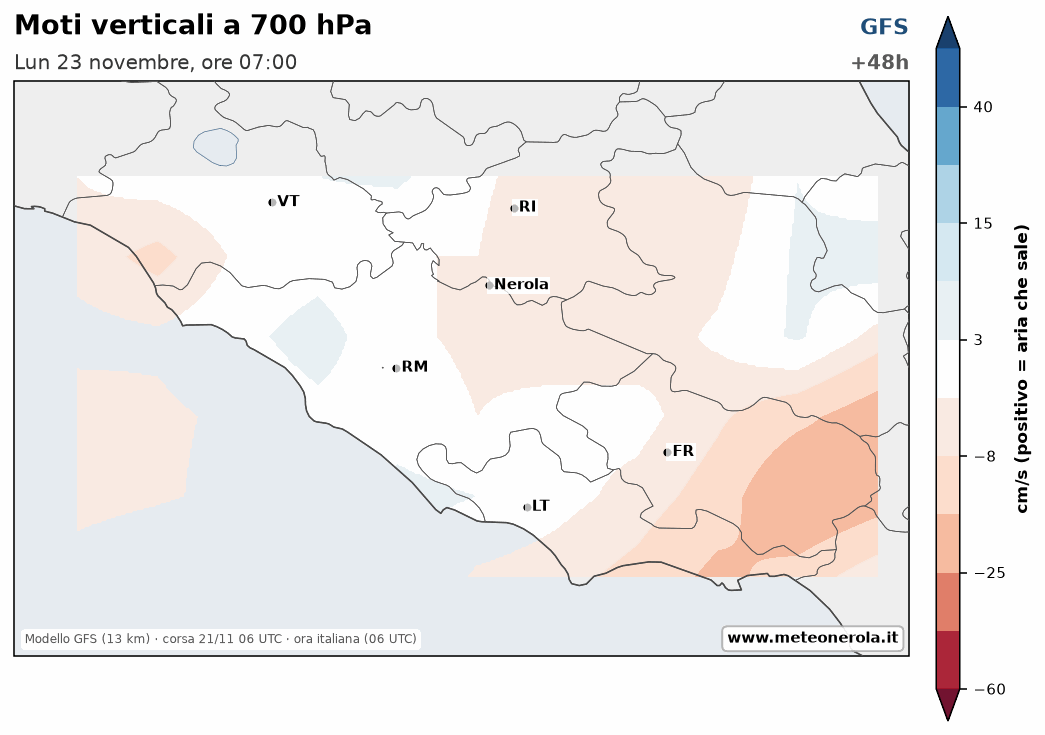 Moti verticali a 700 hPa
GFS
Lun 23 novembre, ore 07:00
+48h
VT
RI
Nerola
RM
FR
LT
40
15
3
−8
−25
−60
cm/s (positivo = aria che sale)
Modello GFS (13 km) · corsa 21/11 06 UTC · ora italiana (06 UTC)
www.meteonerola.it